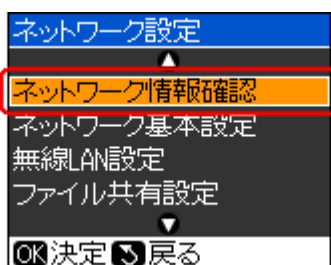 ネットワーク設定
ネットワーク情報確認
ネットワーク基本設定
無線LAN設定
ファイル共有設定
OK決定 戻る